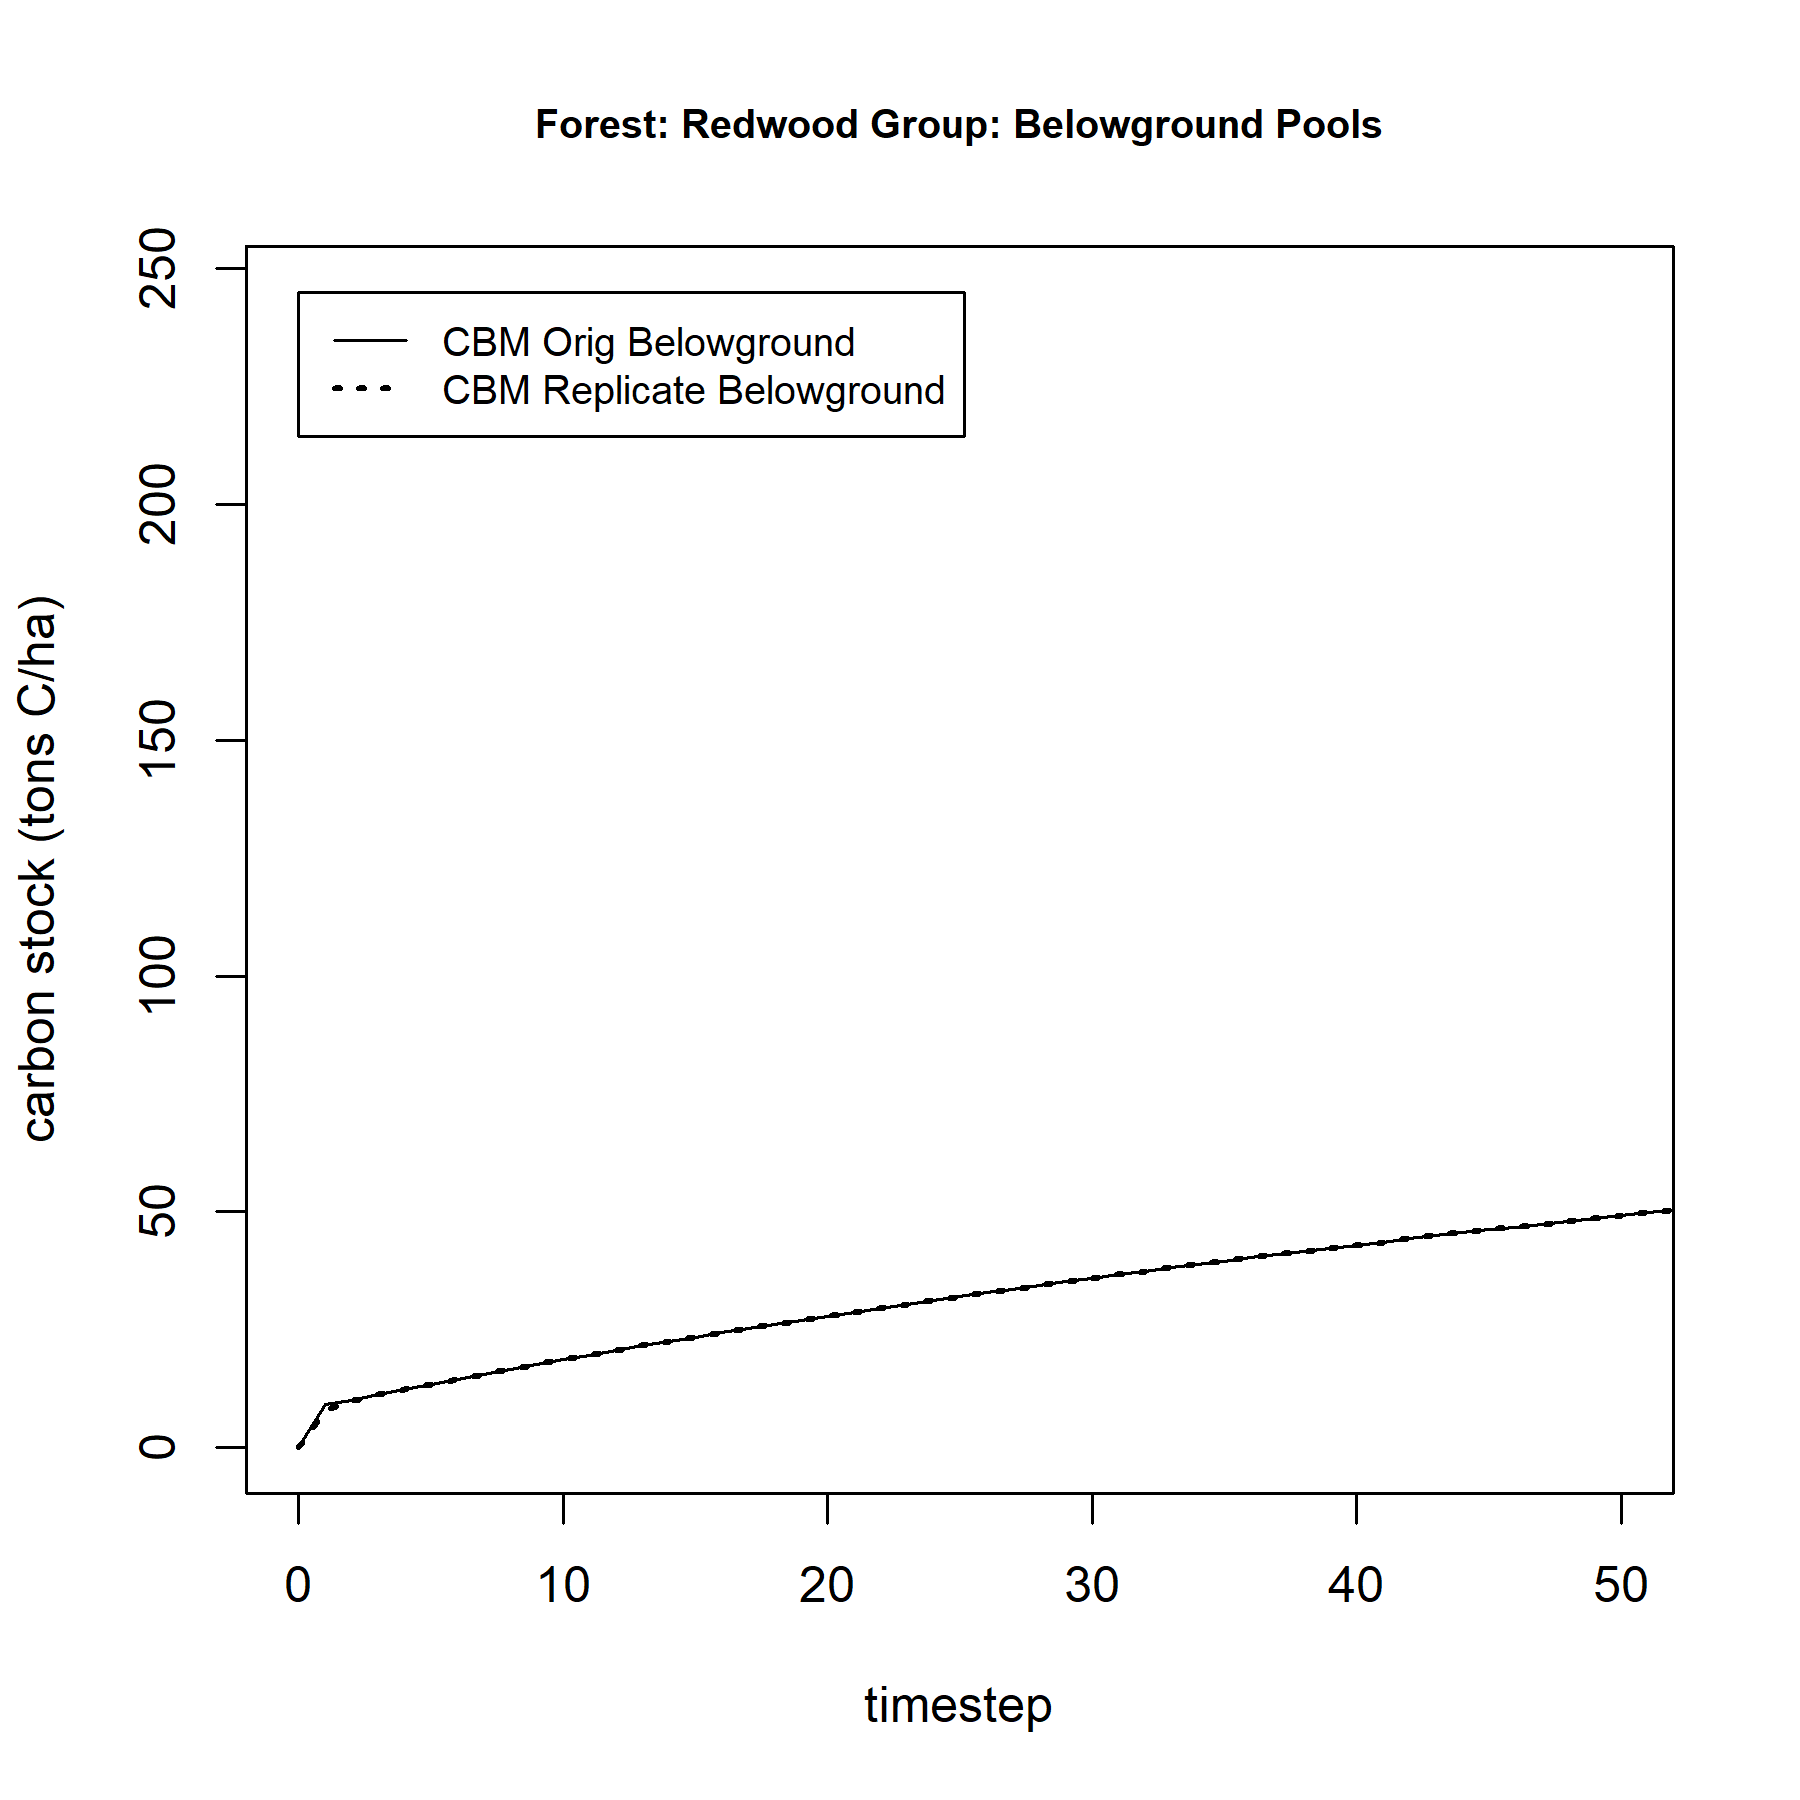 Forest: Redwood Group: Belowground Pools
250
200
150
100
50
0
carbon stock (tons C/ha)
CBM Orig Belowground
CBM Replicate Belowground
0 10 20 30 40 50
timestep